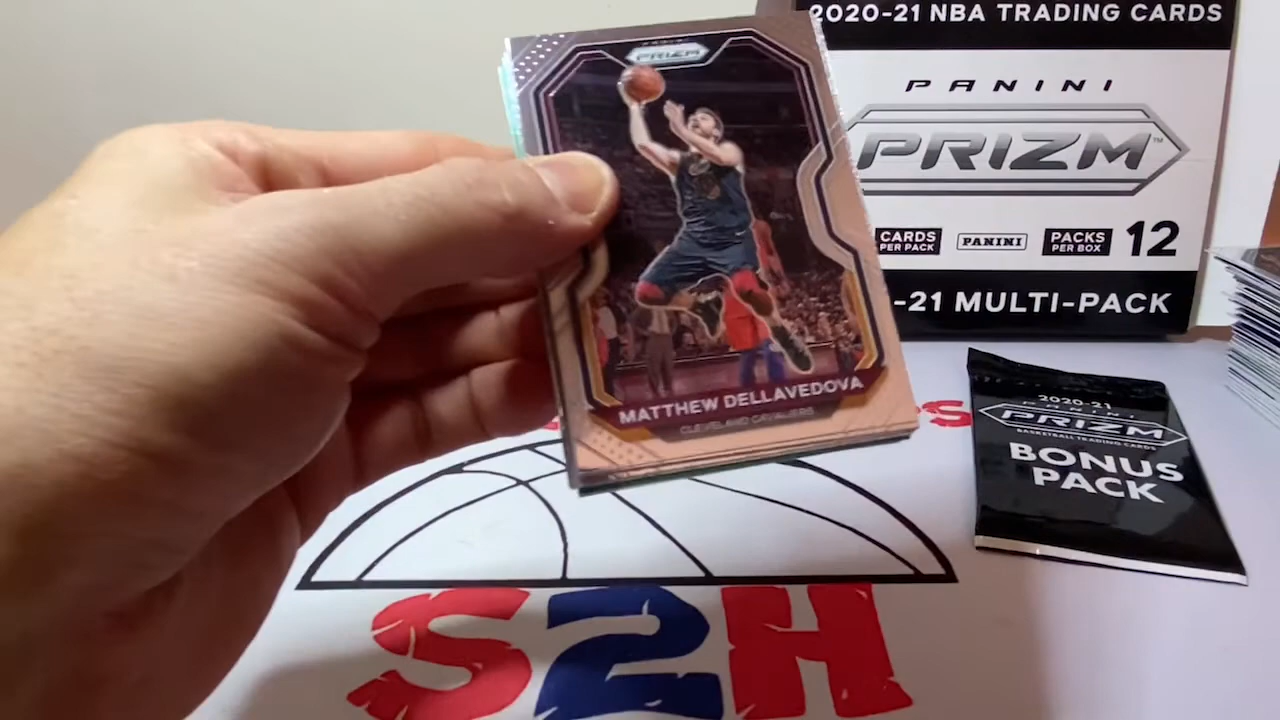 2020-21 NBA TRADING CARDS
PANINI
PRIZM™
CARDS
PER PACK
PANINI
PACKS
PER BOX
12
-21 MULTI-PACK
PRIZM
MATTHEW DELLAVEDOVA
CLEVELAND CAVALIERS
2020-21
PANINI
PRIZM
BASKETBALL TRADING CARDS
BONUS
PACK
S2H